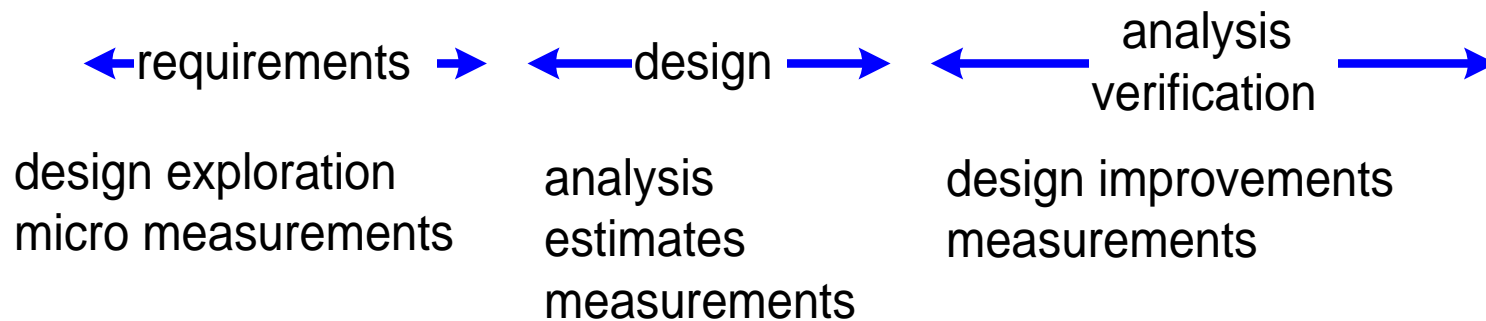 requirements
design
analysis
verification
design exploration
micro measurements
analysis
estimates
measurements
design improvements
measurements